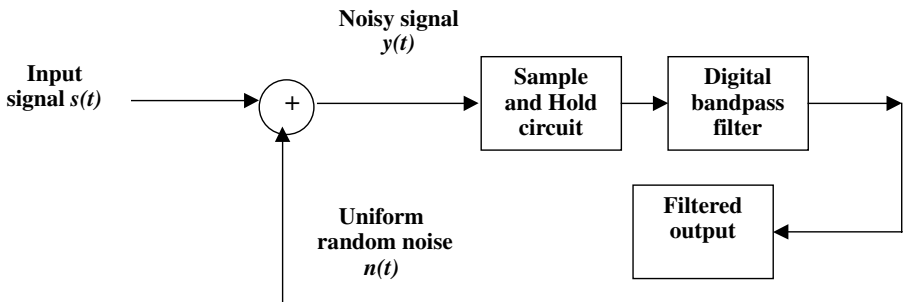 Noisy signal
y(t)
Input
signal s(t)
+
Sample
and Hold
circuit
Digital
bandpass
filter
Uniform
random noise
n(t)
Filtered
output